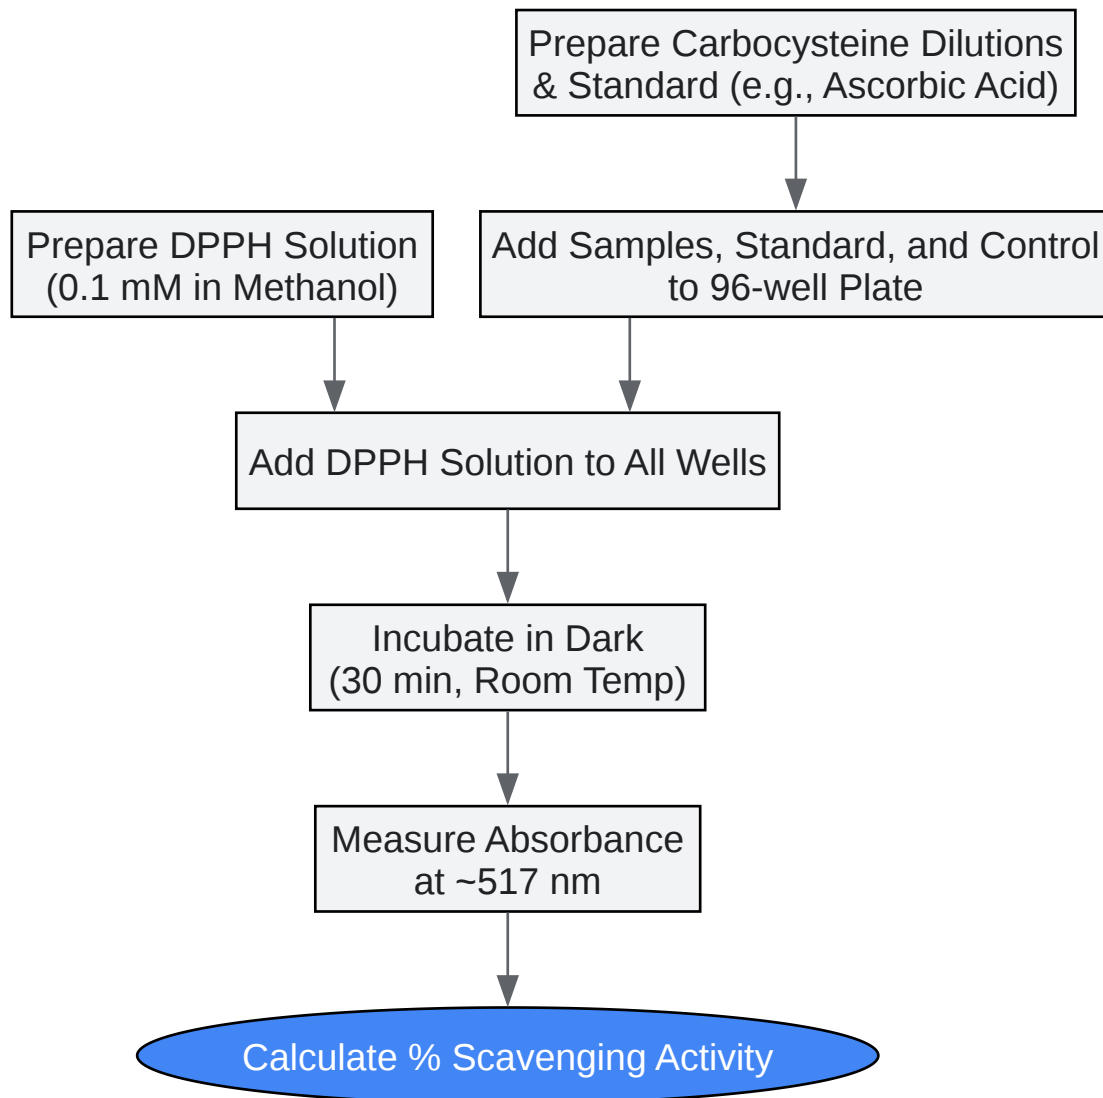 Prepare Carbocysteine Dilutions
& Standard (e.g., Ascorbic Acid)
Prepare DPPH Solution
(0.1 mM in Methanol)
Add Samples, Standard, and Control
to 96-well Plate
Add DPPH Solution to All Wells
Incubate in Dark
(30 min, Room Temp)
Measure Absorbance
at ~517 nm
Calculate % Scavenging Activity